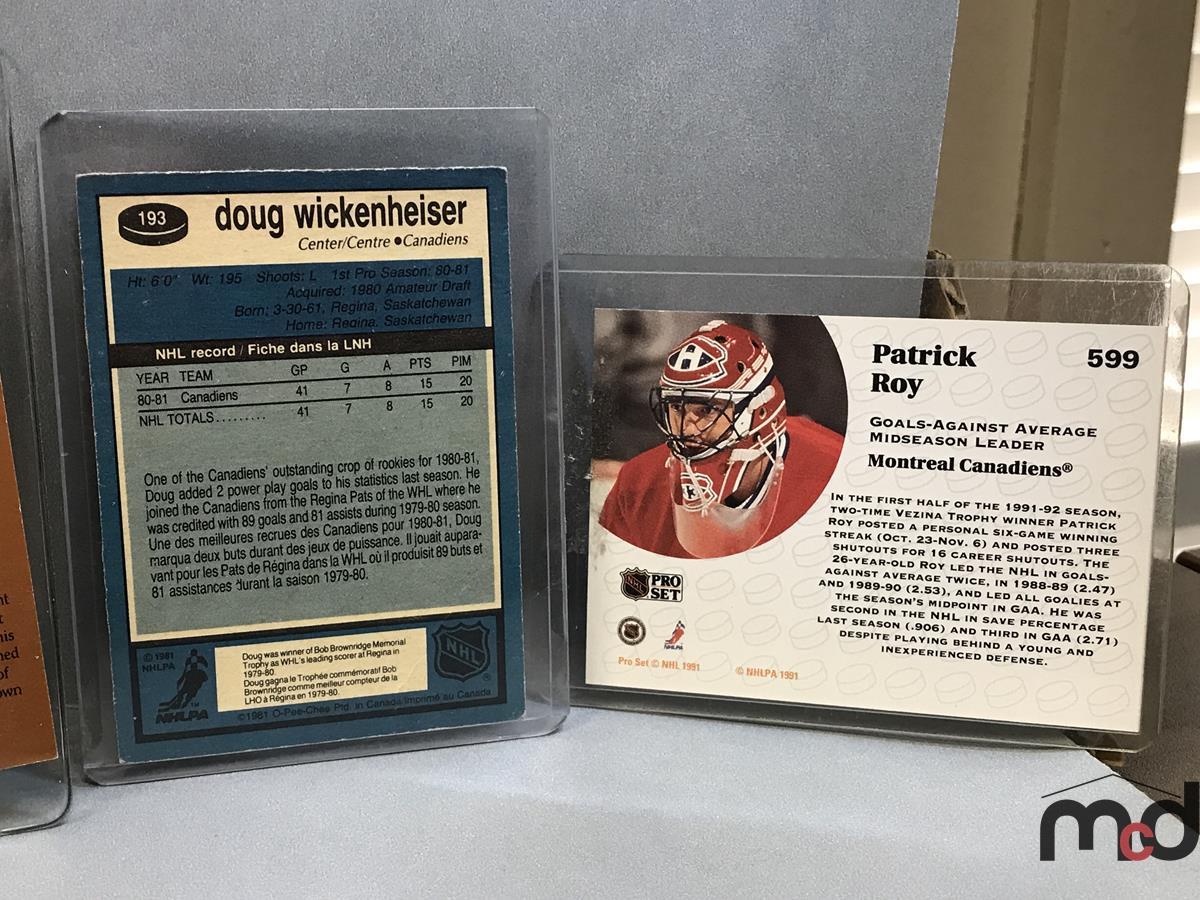 193
doug wickenheiser
Center/Centre ●Canadiens
Ht: 6'0" Wt: 195 Shoots: L 1st Pro Season: 80-81
Acquired: 1980 Amateur Draft
Born: 3-30-61, Regina, Saskatchewan
Home: Regina, Saskatchewan
NHL record / Fiche dans la LNH
YEAR TEAM GP G A PTS PIM
80-81 Canadiens 41 7 8 15 20
NHL TOTALS......... 41 7 8 15 20
One of the Canadiens' outstanding crop of rookies for 1980-81,
Doug added 2 power play goals to his statistics last season. He
joined the Canadiens from the Regina Pats of the WHL where he
was credited with 89 goals and 81 assists during 1979-80 season.
Une des meilleures recrues des Canadiens pour 1980-81, Doug
marqua deux buts durant des jeux de puissance. Il jouait aupara-
vant pour les Pats de Régina dans la WHL où il produisit 89 buts et
81 assistances durant la saison 1979-80.
© 1981
NHLPA
Doug was winner of Bob Brownridge Memorial
Trophy as WHL's leading scorer at Regina in
1979-80.
Doug gagna le Trophée commémoratif Bob
Brownridge comme meilleur compteur de la
LHO à Régina en 1979-80.
NHL
®
NHLPA
TM
©1981 O-Pee-Chee Ptd. in Canada Imprimé au Canada
Patrick
Roy
599
GOALS-AGAINST AVERAGE
MIDSEASON LEADER
Montreal Canadiens®
IN THE FIRST HALF OF THE 1991-92 SEASON,
TWO-TIME VEZINA TROPHY WINNER PATRICK
ROY POSTED A PERSONAL SIX-GAME WINNING
STREAK (OCT. 23-NOV. 6) AND POSTED THREE
SHUTOUTS FOR 16 CAREER SHUTOUTS. THE
26-YEAR-OLD ROY LED THE NHL IN GOALS-
AGAINST AVERAGE TWICE, IN 1988-89 (2.47)
AND 1989-90 (2.53), AND LED ALL GOALIES AT
THE SEASON'S MIDPOINT IN GAA. HE WAS
SECOND IN THE NHL IN SAVE PERCENTAGE
LAST SEASON (.906) AND THIRD IN GAA (2.71)
DESPITE PLAYING BEHIND A YOUNG AND
INEXPERIENCED DEFENSE.
NHL
PRO
SET
NHLPA
Pro Set © NHL 1991
© NHLPA 1991
of
own
mcd